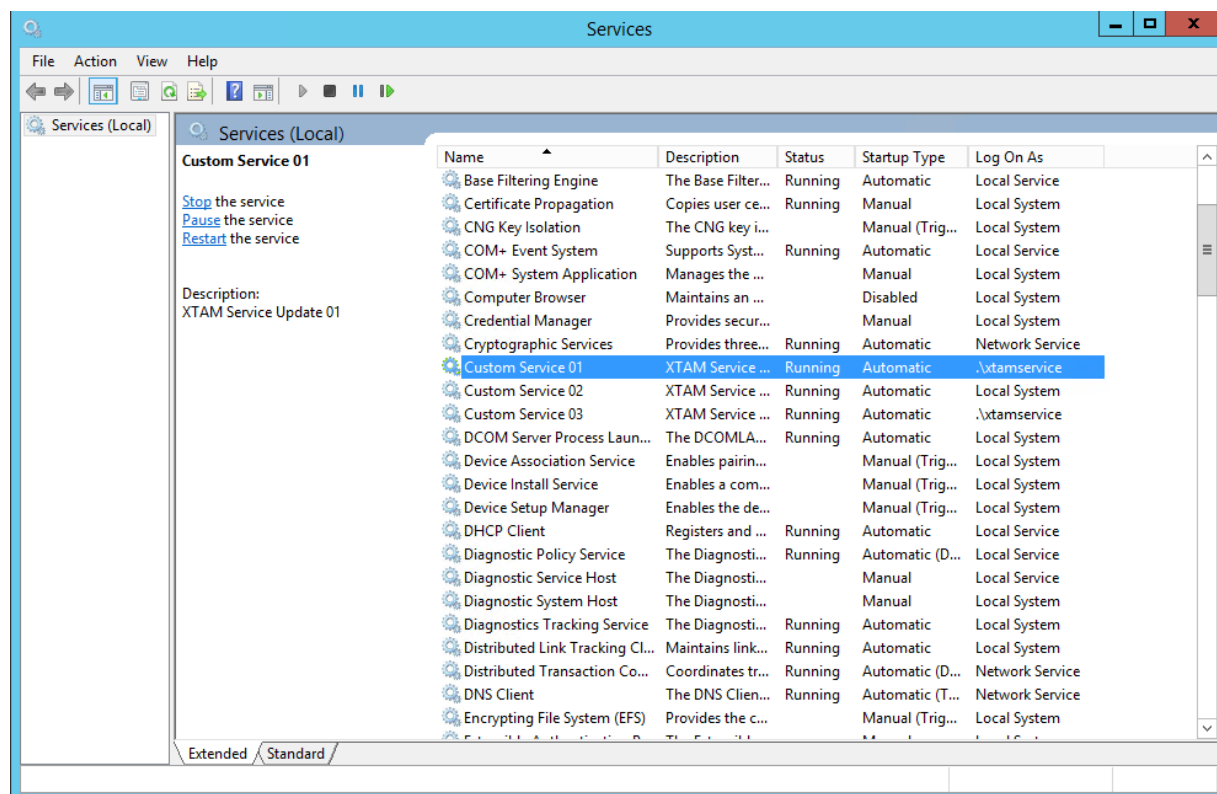 Services
File Action View Help
Services (Local)
Services (Local)
Custom Service 01
Stop the service
Pause the service
Restart the service
Description:
XTAM Service Update 01
Name Description Status Startup Type Log On As
Base Filtering Engine The Base Filter... Running Automatic Local Service
Certificate Propagation Copies user ce... Running Manual Local System
CNG Key Isolation The CNG key i... Manual (Trig... Local System
COM+ Event System Supports Syst... Running Automatic Local Service
COM+ System Application Manages the ... Manual Local System
Computer Browser Maintains an ... Disabled Local System
Credential Manager Provides secur... Manual Local System
Cryptographic Services Provides three... Running Automatic Network Service
Custom Service 01 XTAM Service ... Running Automatic .\xtamservice
Custom Service 02 XTAM Service ... Running Automatic Local System
Custom Service 03 XTAM Service ... Running Automatic .\xtamservice
DCOM Server Process Laun... The DCOMLA... Running Automatic Local System
Device Association Service Enables pairin... Manual (Trig... Local System
Device Install Service Enables a com... Manual (Trig... Local System
Device Setup Manager Enables the de... Manual (Trig... Local System
DHCP Client Registers and ... Running Automatic Local Service
Diagnostic Policy Service The Diagnosti... Running Automatic (D... Local Service
Diagnostic Service Host The Diagnosti... Manual Local Service
Diagnostic System Host The Diagnosti... Manual Local System
Diagnostics Tracking Service The Diagnosti... Running Automatic Local System
Distributed Link Tracking Cl... Maintains link... Running Automatic Local System
Distributed Transaction Co... Coordinates tr... Running Automatic (D... Network Service
DNS Client The DNS Clien... Running Automatic (T... Network Service
Encrypting File System (EFS) Provides the c... Manual (Trig... Local System
Extended Standard